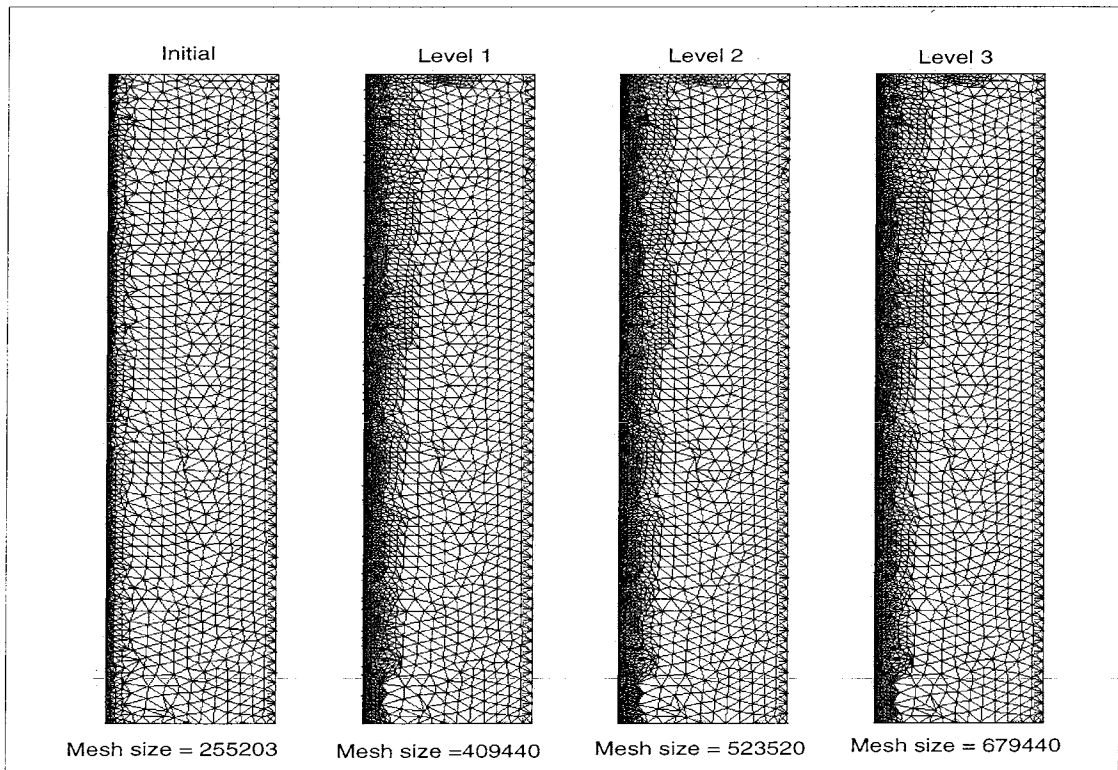 Initial
Level 1
Level 2
Level 3
Mesh size = 255203
Mesh size =409440
Mesh size = 523520
Mesh size = 679440